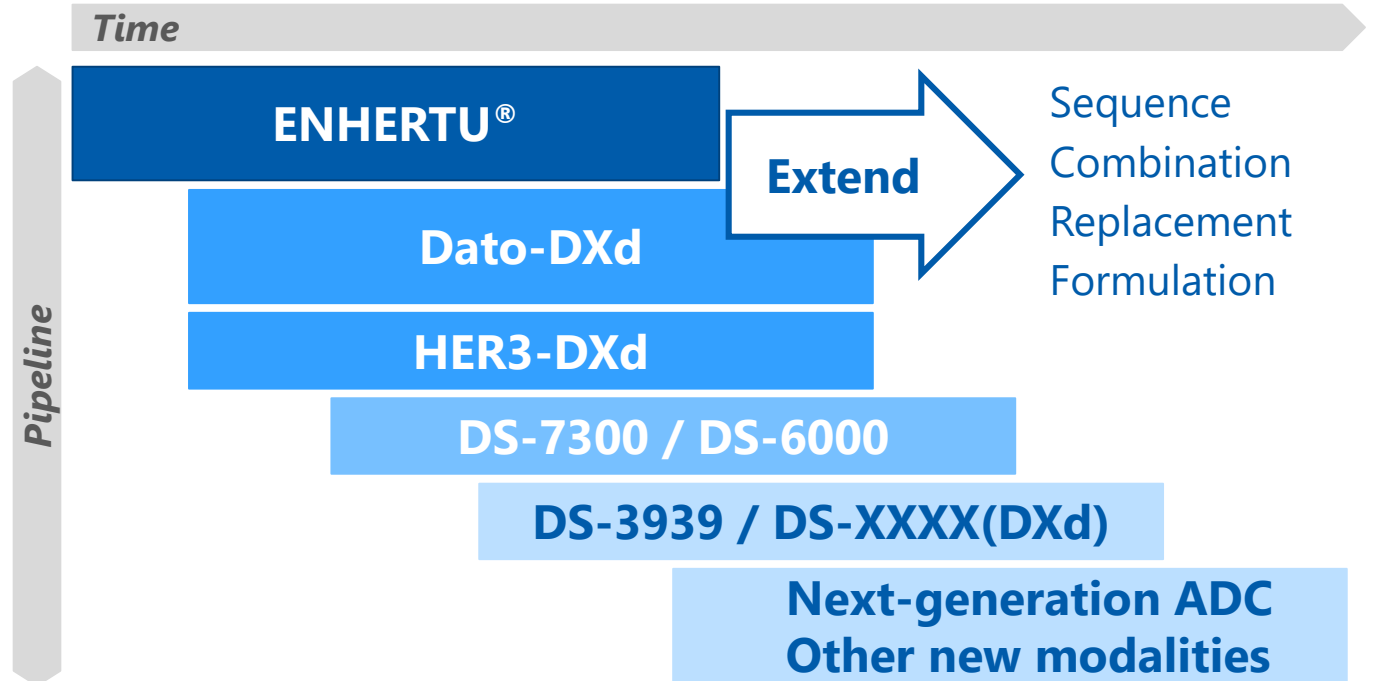 Time
Pipeline
ENHERTU®
Extend
Sequence
Combination
Replacement
Formulation
Dato-DXd
HER3-DXd
DS-7300 / DS-6000
DS-3939 / DS-XXXX(DXd)
Next-generation ADC
Other new modalities